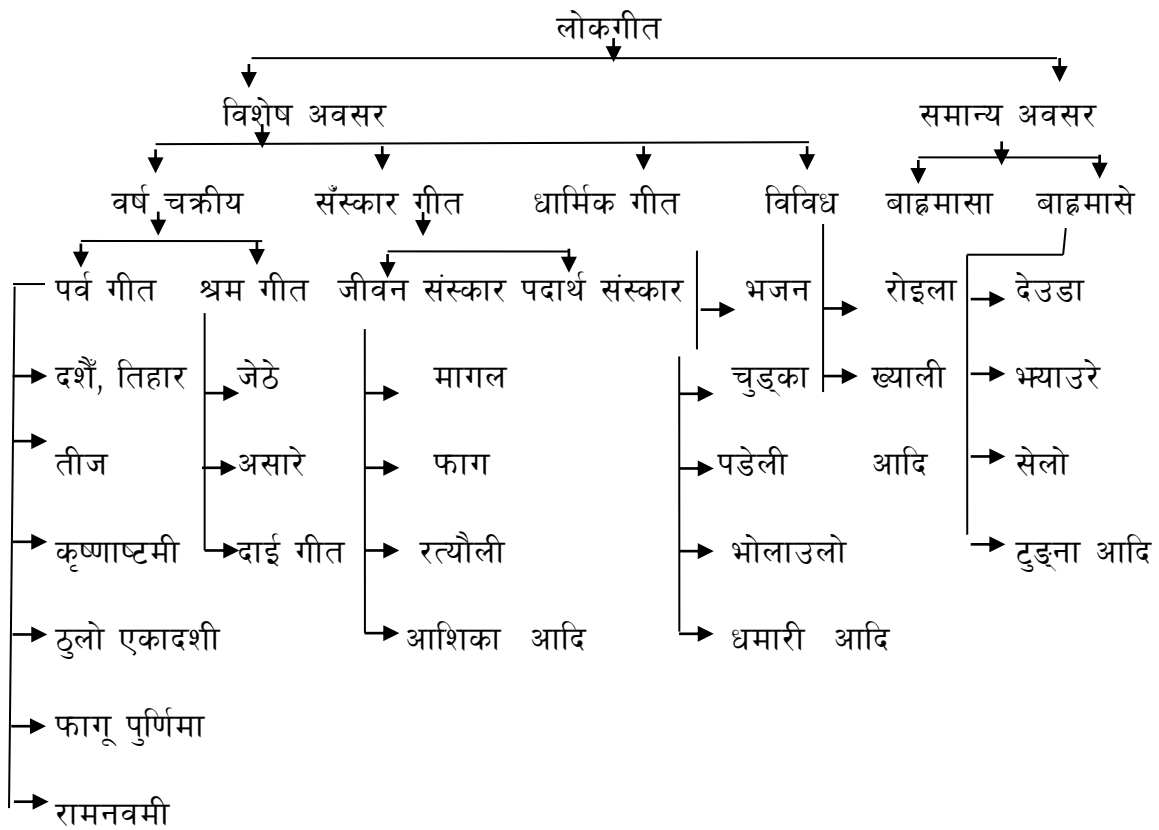 लोकगीत
विशेष अवसर समान्य अवसर
वर्ष चक्रीय सँस्कार गीत धार्मिक गीत विविध बाह्रमासा बाह्रमासे
पर्व गीत श्रम गीत जीवन संस्कार पदार्थ संस्कार भजन रोइला देउडा
दशैँ, तिहार जेठे मागल चुड्का ख्याली भ्याउरे
तीज असारे फाग पडेली आदि सेलो
कृष्णाष्टमी दाई गीत रत्यौली भोलाउलो टुङ्ना आदि
ठुलो एकादशी आशिका आदि धमारी आदि
फागू पुर्णिमा
रामनवमी